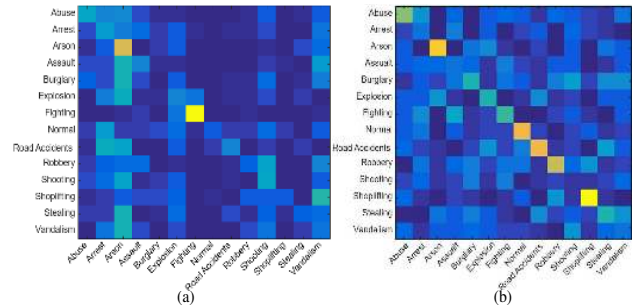 Abuse
Arrest
Arson
Assault
Burglary
Explosion
Fighting
Normal
Road Accidents
Robbery
Shooting
Shoplifting
Stealing
Vandalism
Abuse
Arrest
Arson
Assault
Burglary
Explosion
Fighting
Normal
Road Accidents
Robbery
Shooting
Shoplifting
Stealing
Vandalism
(a)
Abuse
Arrest
Arson
Assault
Burglary
Explosion
Fighting
Normal
Road Accidents
Robbery
Shooting
Shoplifting
Stealing
Vandalism
Abuse
Arrest
Arson
Assault
Burglary
Explosion
Fighting
Normal
Road Accidents
Robbery
Shooting
Shoplifting
Stealing
Vandalism
(b)